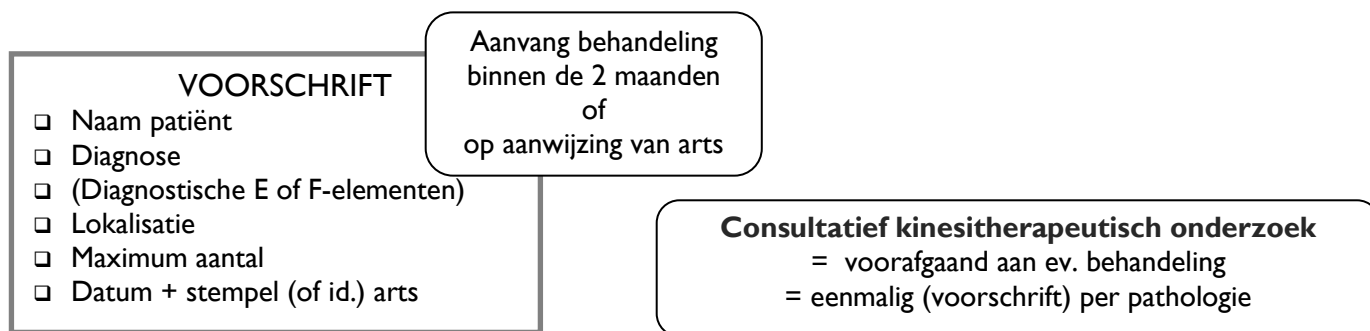 VOORSCHRIFT
❑ Naam patiënt
❑ Diagnose
❑ (Diagnostische E of F-elementen)
❑ Lokalisatie
❑ Maximum aantal
❑ Datum + stempel (of id.) arts
Aanvang behandeling
binnen de 2 maanden
of
op aanwijzing van arts
Consultatief kinesitherapeutisch onderzoek
= voorafgaand aan ev. behandeling
= eenmalig (voorschrift) per pathologie